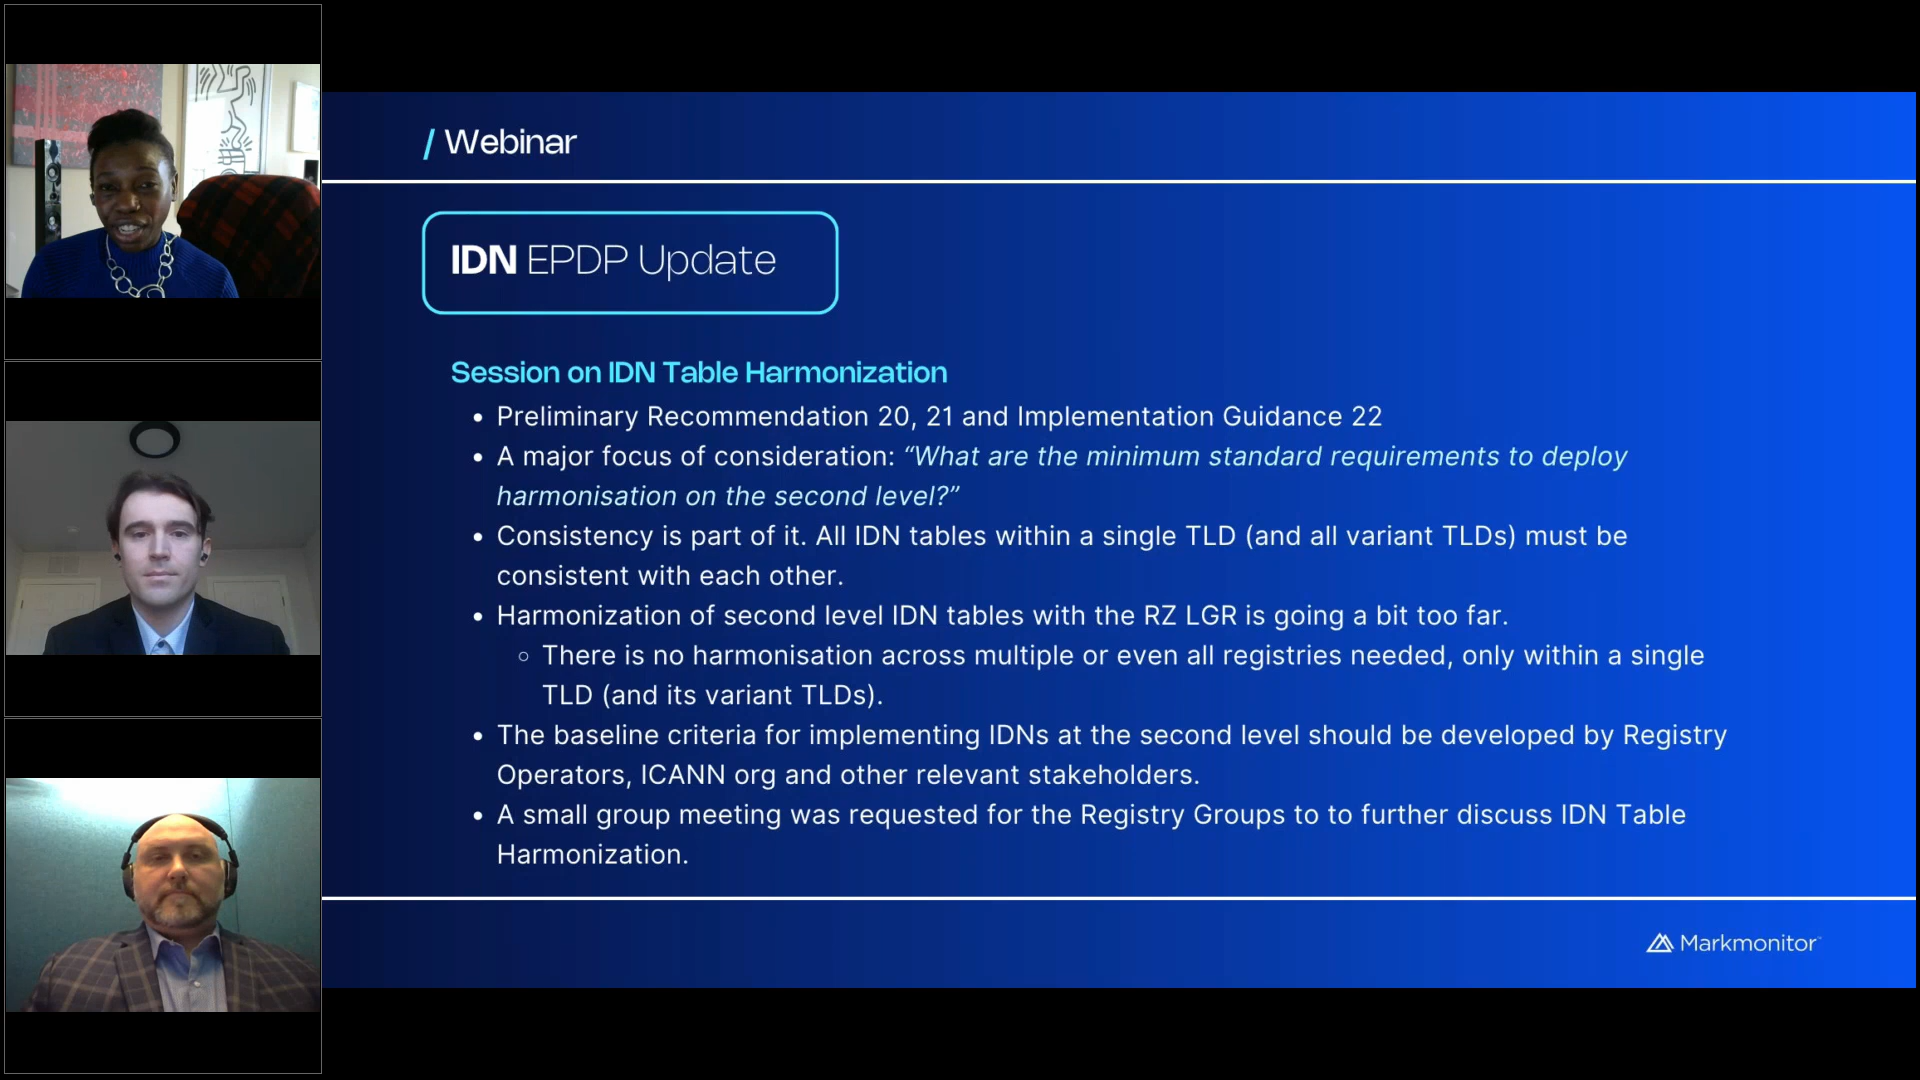 / Webinar
IDN EPDP Update
Session on IDN Table Harmonization
• Preliminary Recommendation 20, 21 and Implementation Guidance 22
• A major focus of consideration: “What are the minimum standard requirements to deploy
harmonisation on the second level?”
• Consistency is part of it. All IDN tables within a single TLD (and all variant TLDs) must be
consistent with each other.
• Harmonization of second level IDN tables with the RZ LGR is going a bit too far.
○ There is no harmonisation across multiple or even all registries needed, only within a single
TLD (and its variant TLDs).
• The baseline criteria for implementing IDNs at the second level should be developed by Registry
Operators, ICANN org and other relevant stakeholders.
• A small group meeting was requested for the Registry Groups to to further discuss IDN Table
Harmonization.
Markmonitor